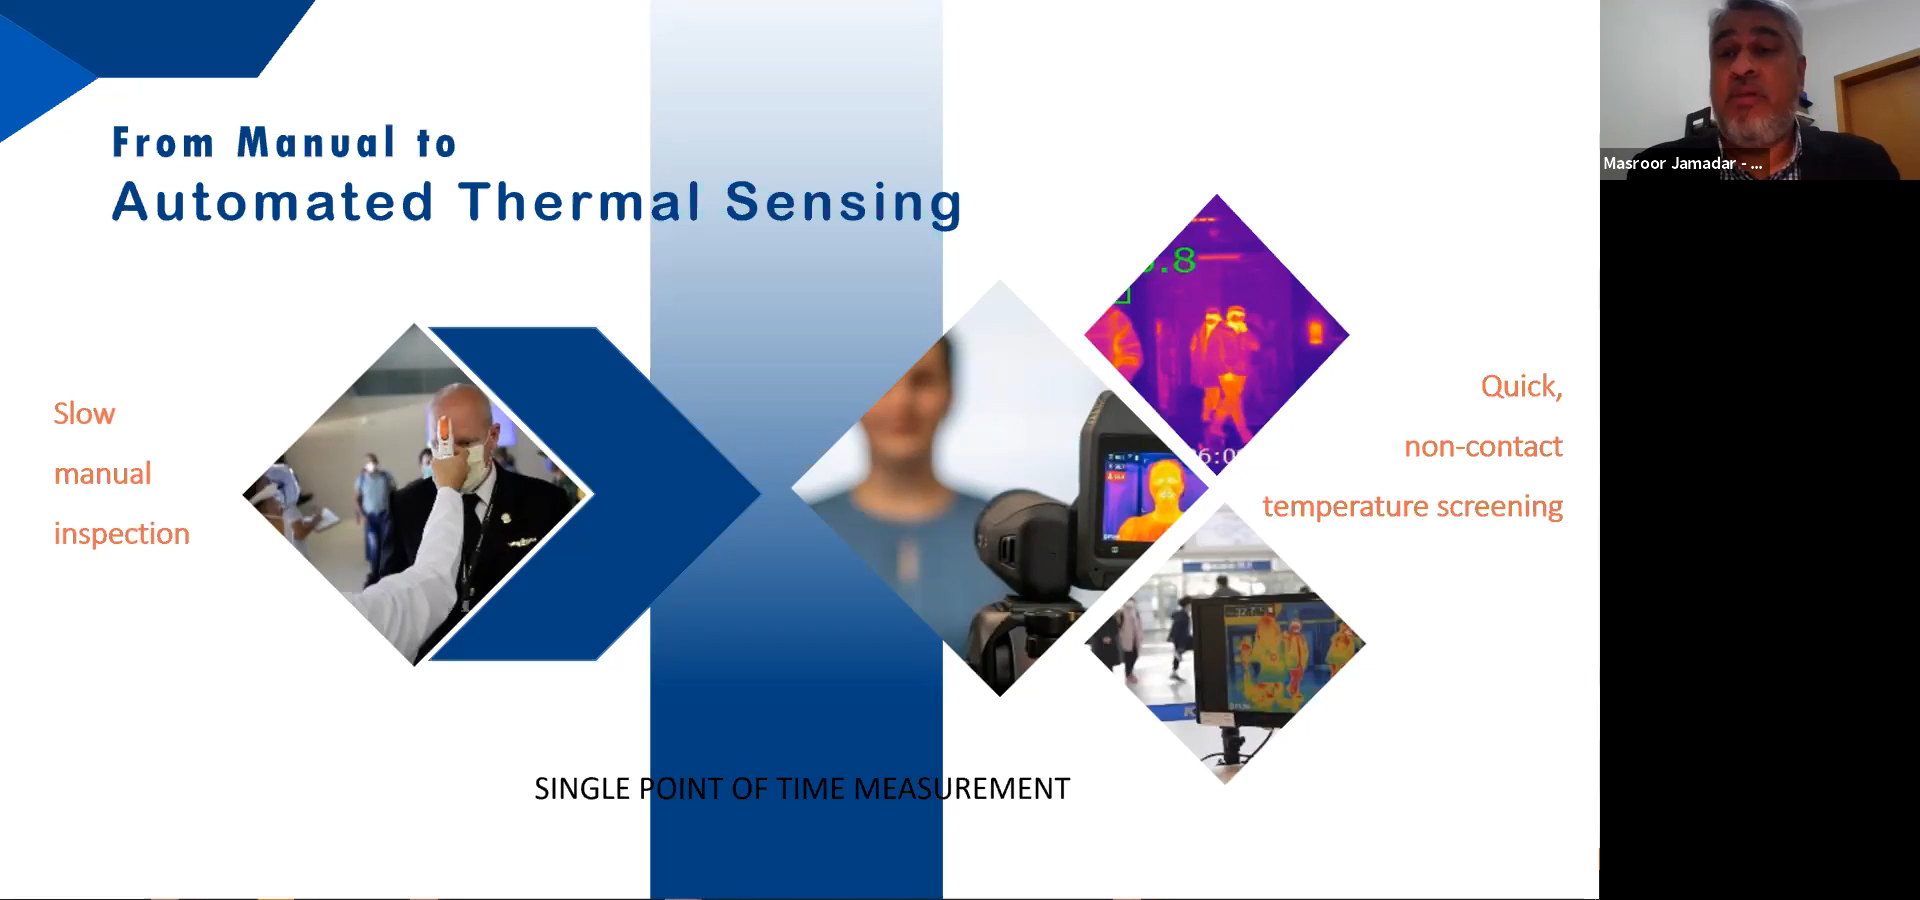 From Manual to
Automated Thermal Sensing
Slow
manual
inspection
Quick,
non-contact
temperature screening
SINGLE POINT OF TIME MEASUREMENT
Masroor Jamadar - ...